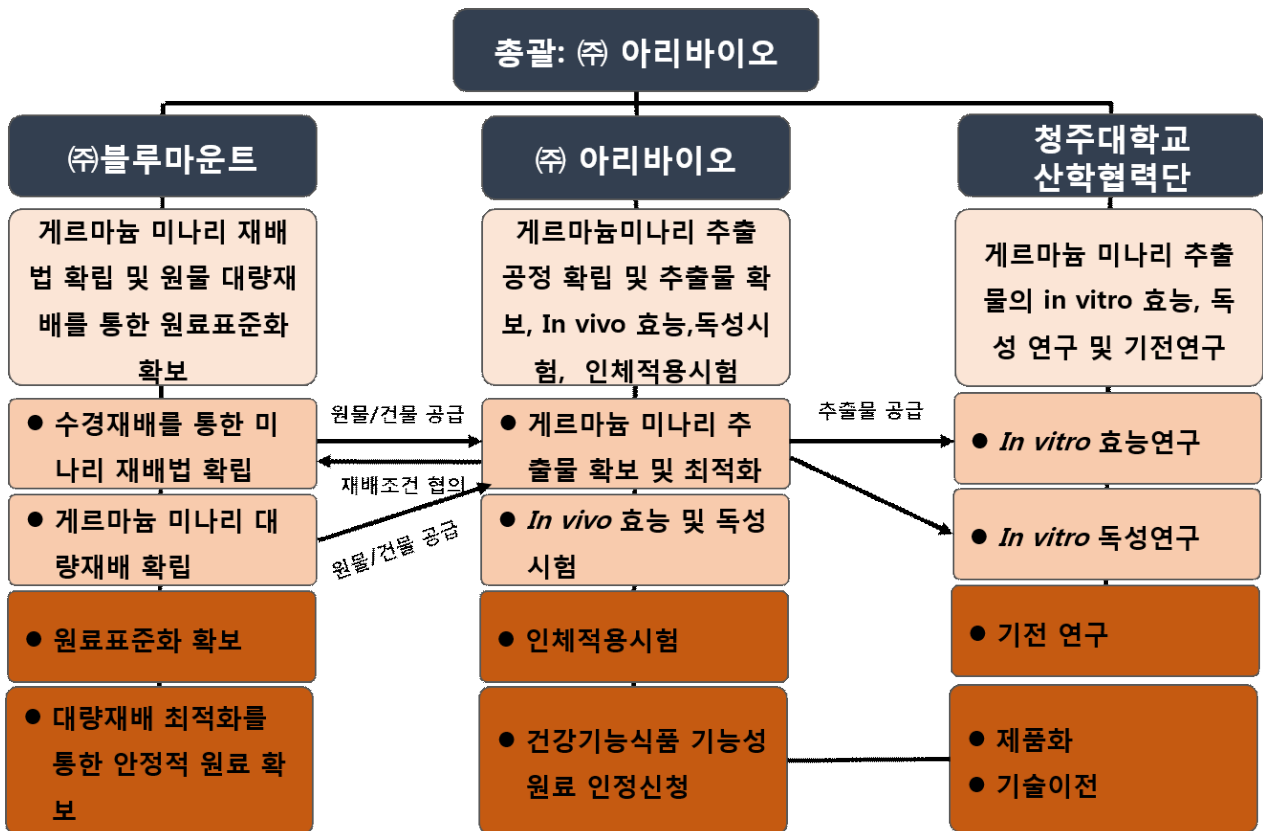 총괄: ㈜ 아리바이오
㈜블루마운트
게르마늄 미나리 재배
법 확립 및 원물 대량재
배를 통한 원료표준화
확보
● 수경재배를 통한 미
나리 재배법 확립
● 게르마늄 미나리 대
량재배 확립
● 원료표준화 확보
● 대량재배 최적화를
통한 안정적 원료 확
보
원물/건물 공급
재배조건 협의
원물/건물 공급
㈜ 아리바이오
게르마늄미나리 추출
공정 확립 및 추출물 확
보, In vivo 효능,독성시
험, 인체적용시험
● 게르마늄 미나리 추
출물 확보 및 최적화
● In vivo 효능 및 독성
시험
● 인체적용시험
● 건강기능식품 기능성
원료 인정신청
추출물 공급
청주대학교
산학협력단
게르마늄 미나리 추출
물의 in vitro 효능, 독
성 연구 및 기전연구
● In vitro 효능연구
● In vitro 독성연구
● 기전 연구
● 제품화
● 기술이전